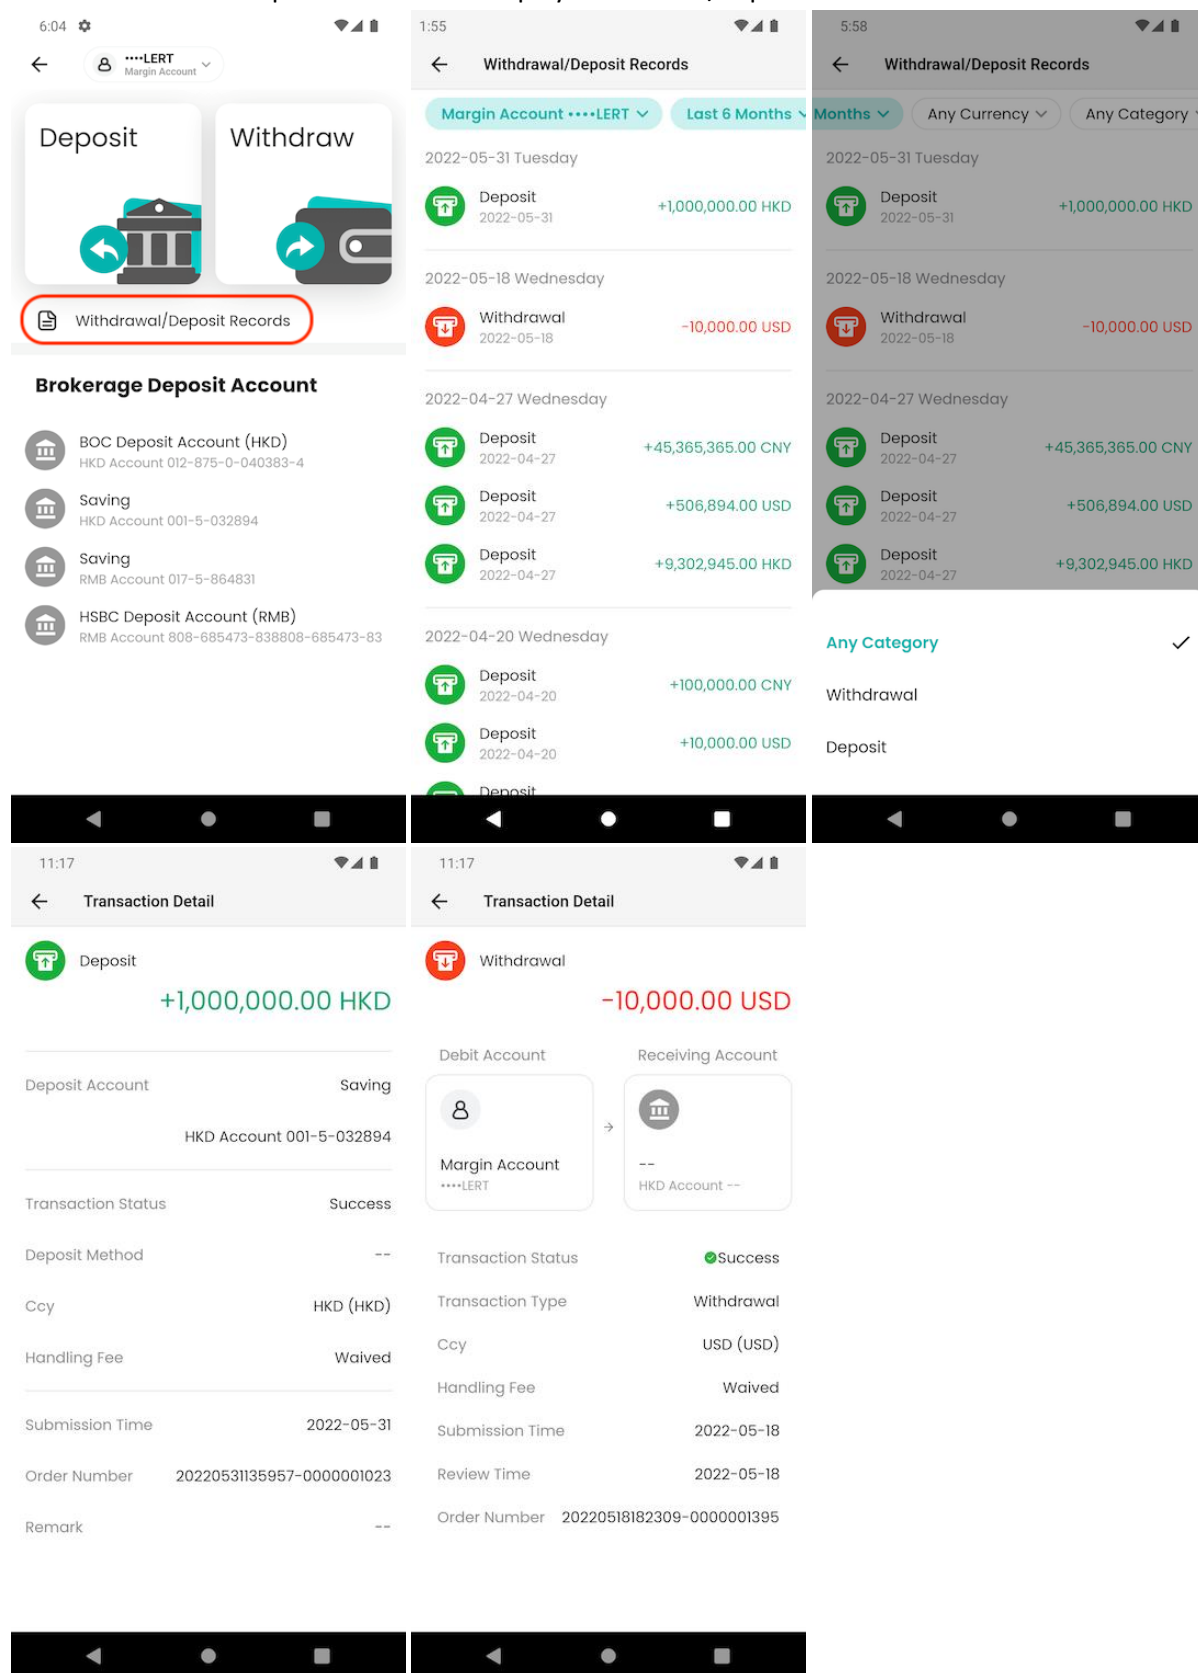 6:04
••••LERT
Margin Account
Deposit
Withdraw
Withdrawal/Deposit Records
Brokerage Deposit Account
BOC Deposit Account (HKD)
HKD Account 012-875-0-040383-4
Saving
HKD Account 001-5-032894
Saving
RMB Account 017-5-864831
HSBC Deposit Account (RMB)
RMB Account 808-685473-838808-685473-83
1:55
Withdrawal/Deposit Records
Margin Account ••••LERT
Last 6 Months
2022-05-31 Tuesday
Deposit
+1,000,000.00 HKD
2022-05-31
2022-05-18 Wednesday
Withdrawal
-10,000.00 USD
2022-05-18
2022-04-27 Wednesday
Deposit
+45,365,365.00 CNY
2022-04-27
Deposit
+506,894.00 USD
2022-04-27
Deposit
+9,302,945.00 HKD
2022-04-27
2022-04-20 Wednesday
Deposit
+100,000.00 CNY
2022-04-20
Deposit
+10,000.00 USD
2022-04-20
Deposit
5:58
Withdrawal/Deposit Records
Months
Any Currency
Any Category
2022-05-31 Tuesday
Deposit
+1,000,000.00 HKD
2022-05-31
2022-05-18 Wednesday
Withdrawal
-10,000.00 USD
2022-05-18
2022-04-27 Wednesday
Deposit
+45,365,365.00 CNY
2022-04-27
Deposit
+506,894.00 USD
2022-04-27
Deposit
+9,302,945.00 HKD
2022-04-27
Any Category
Withdrawal
Deposit
11:17
Transaction Detail
Deposit
+1,000,000.00 HKD
Deposit Account
Saving
HKD Account 001-5-032894
Transaction Status
Success
Deposit Method
--
Ccy
HKD (HKD)
Handling Fee
Waived
Submission Time
2022-05-31
Order Number
20220531135957-0000001023
Remark
--
11:17
Transaction Detail
Withdrawal
-10,000.00 USD
Debit Account
Receiving Account
Margin Account
••••LERT
--
HKD Account --
Transaction Status
Success
Transaction Type
Withdrawal
Ccy
USD (USD)
Handling Fee
Waived
Submission Time
2022-05-18
Review Time
2022-05-18
Order Number
20220518182309-0000001395